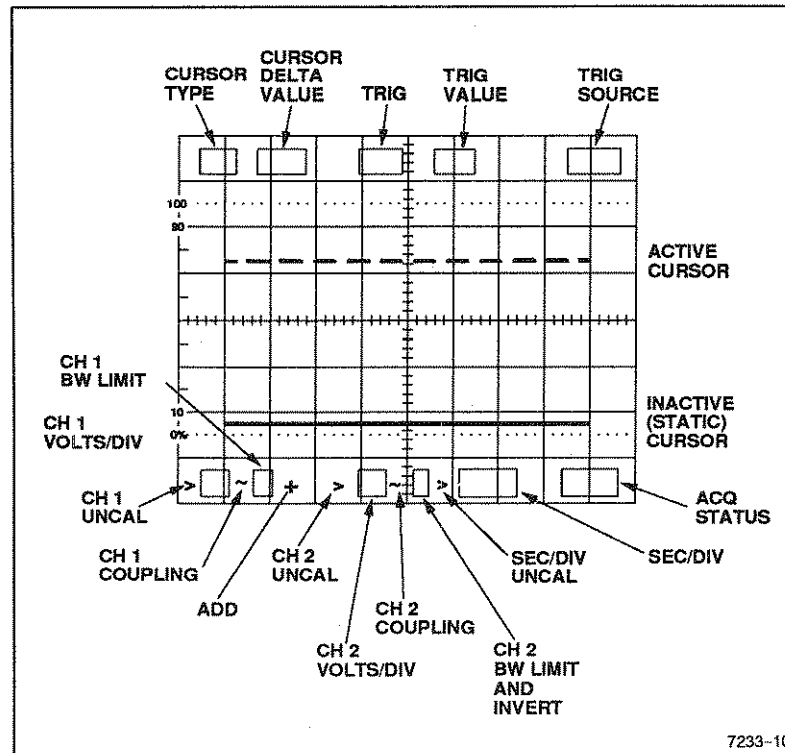 CURSOR
TYPE
CURSOR
DELTA
VALUE
TRIG
TRIG
VALUE
TRIG
SOURCE
100
90
ACTIVE
CURSOR
CH 1
BW LIMIT
10
0%
INACTIVE
(STATIC)
CURSOR
CH 1
VOLTS/DIV
> ~ + > ~ >
CH 1
UNCAL
ACQ
STATUS
CH 1
COUPLING
CH 2
UNCAL
SEC/DIV
UNCAL
SEC/DIV
ADD
CH 2
COUPLING
CH 2
VOLTS/DIV
CH 2
BW LIMIT
AND
INVERT
7233-10